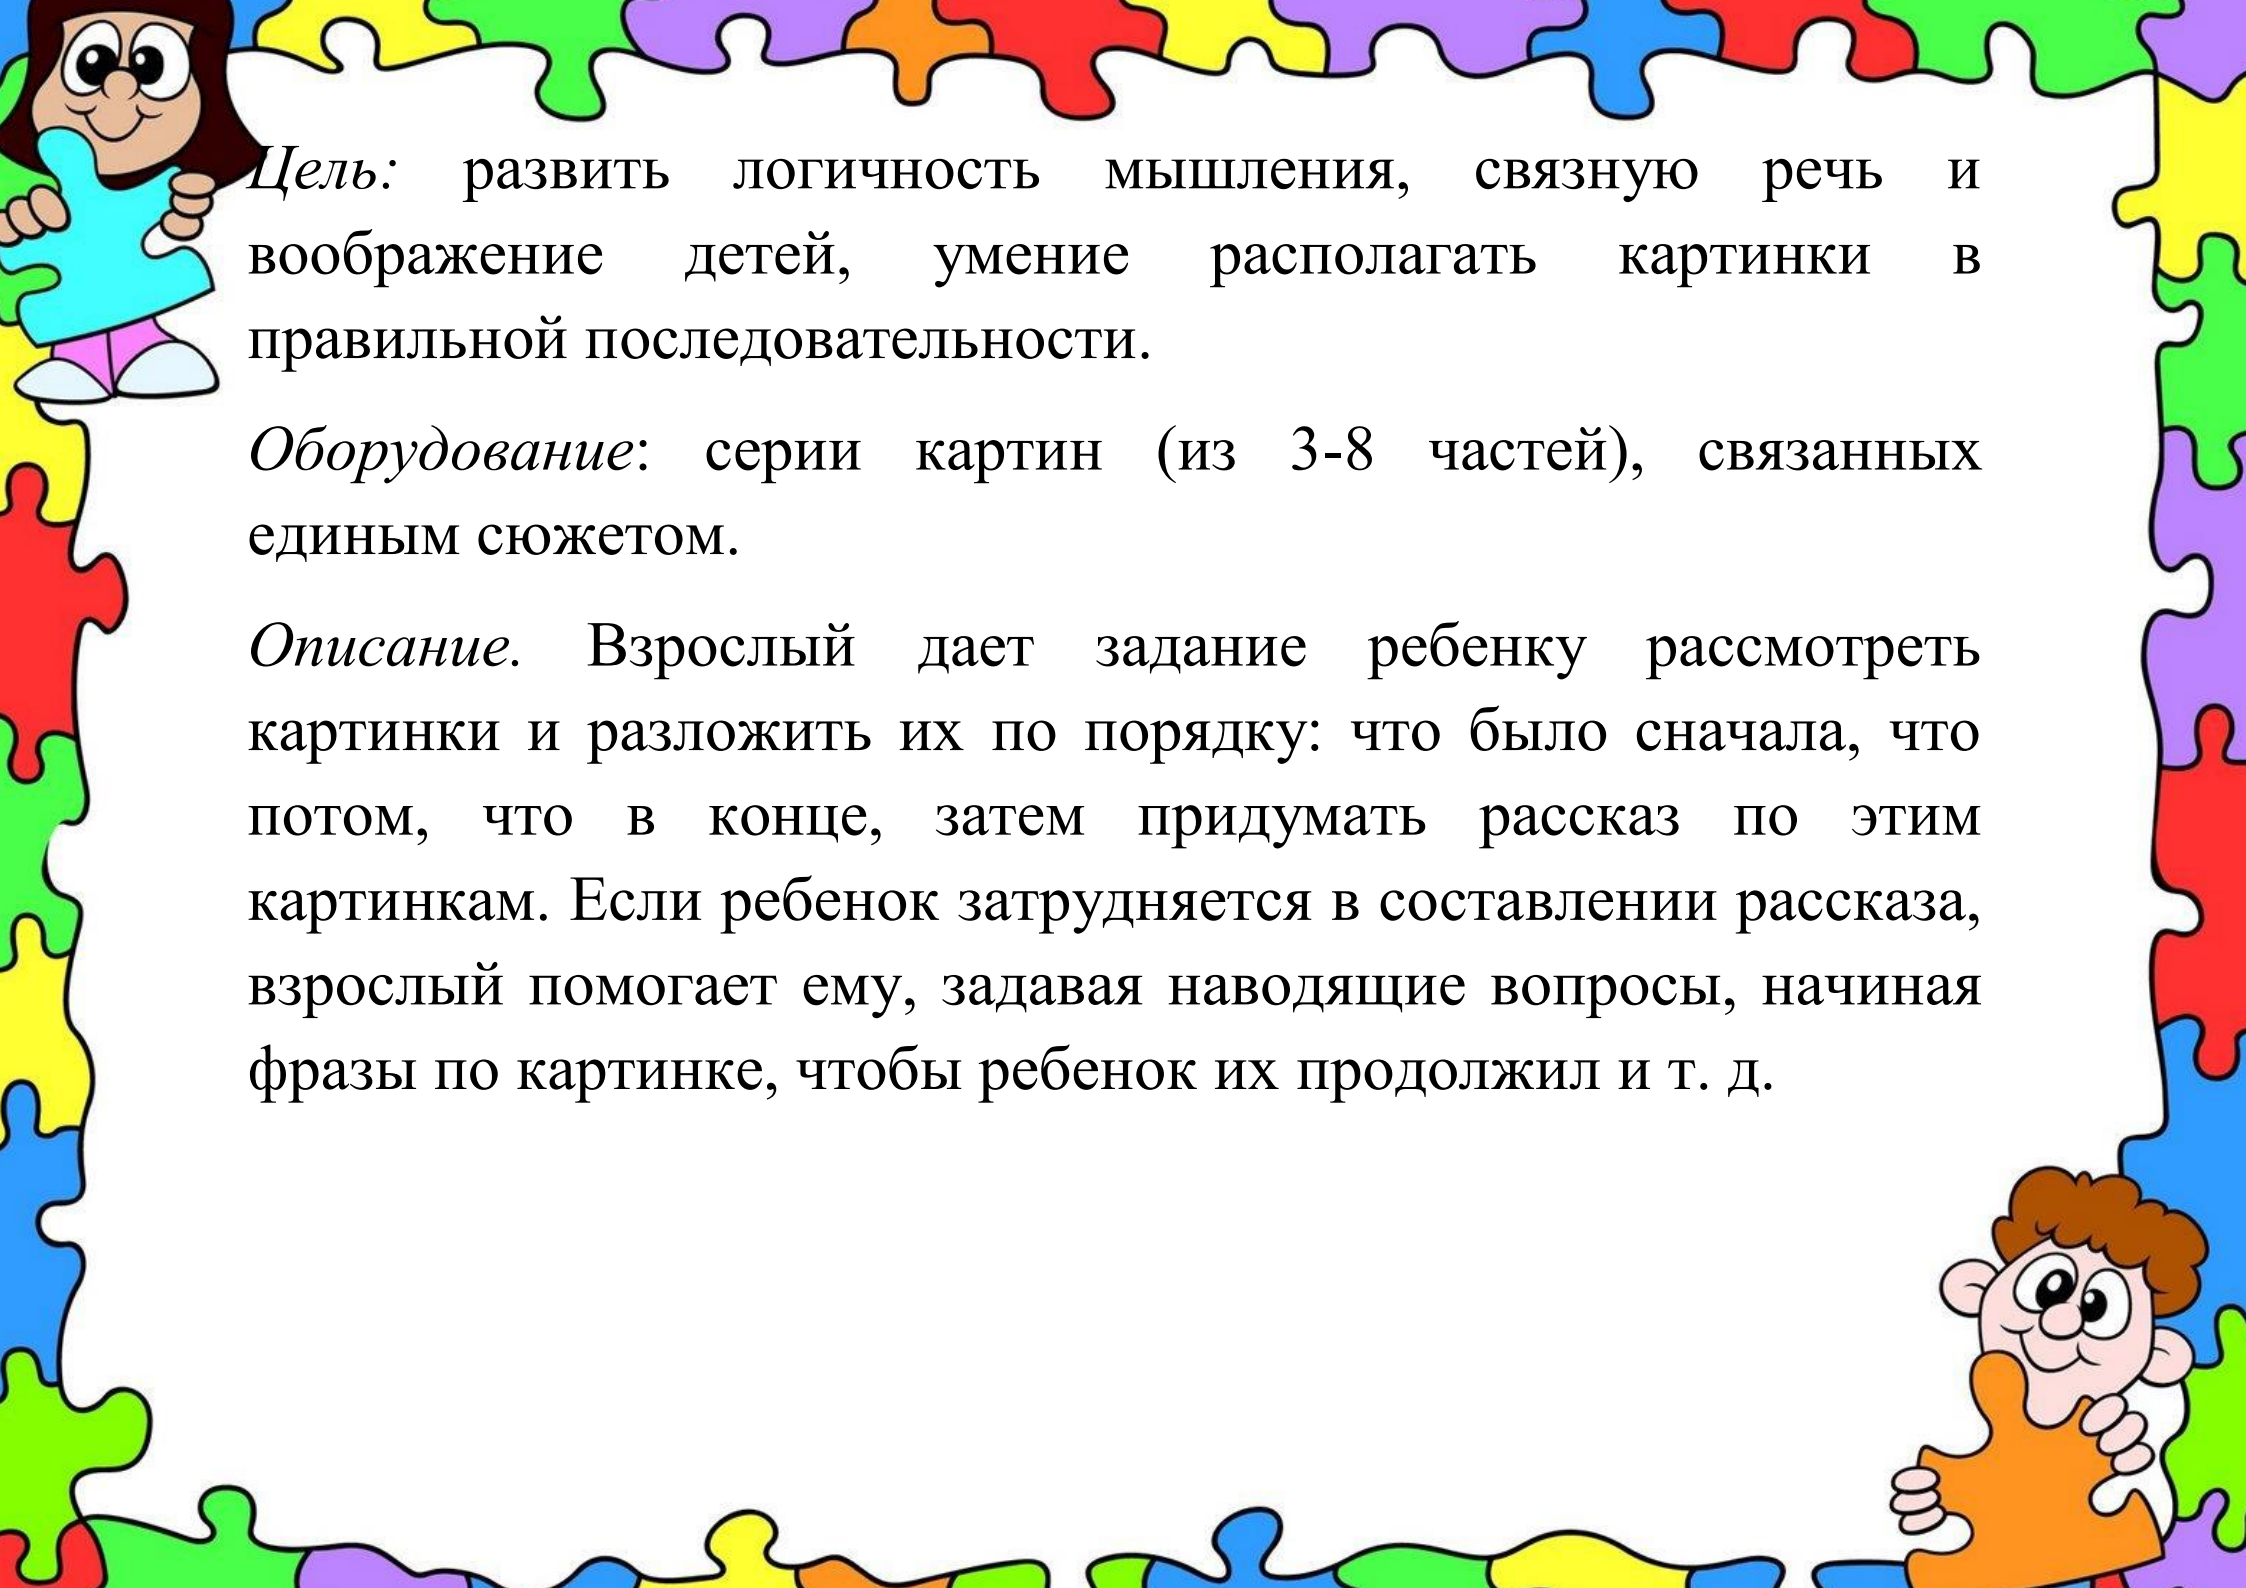 Цель: развить логичность мышления, связную речь и
воображение детей, умение располагать картинки в
правильной последовательности.
Оборудование: серии картин (из 3-8 частей), связанных
единым сюжетом.
Описание. Взрослый дает задание ребенку рассмотреть
картинки и разложить их по порядку: что было сначала, что
потом, что в конце, затем придумать рассказ по этим
картинкам. Если ребенок затрудняется в составлении рассказа,
взрослый помогает ему, задавая наводящие вопросы, начиная
фразы по картинке, чтобы ребенок их продолжил и т. д.